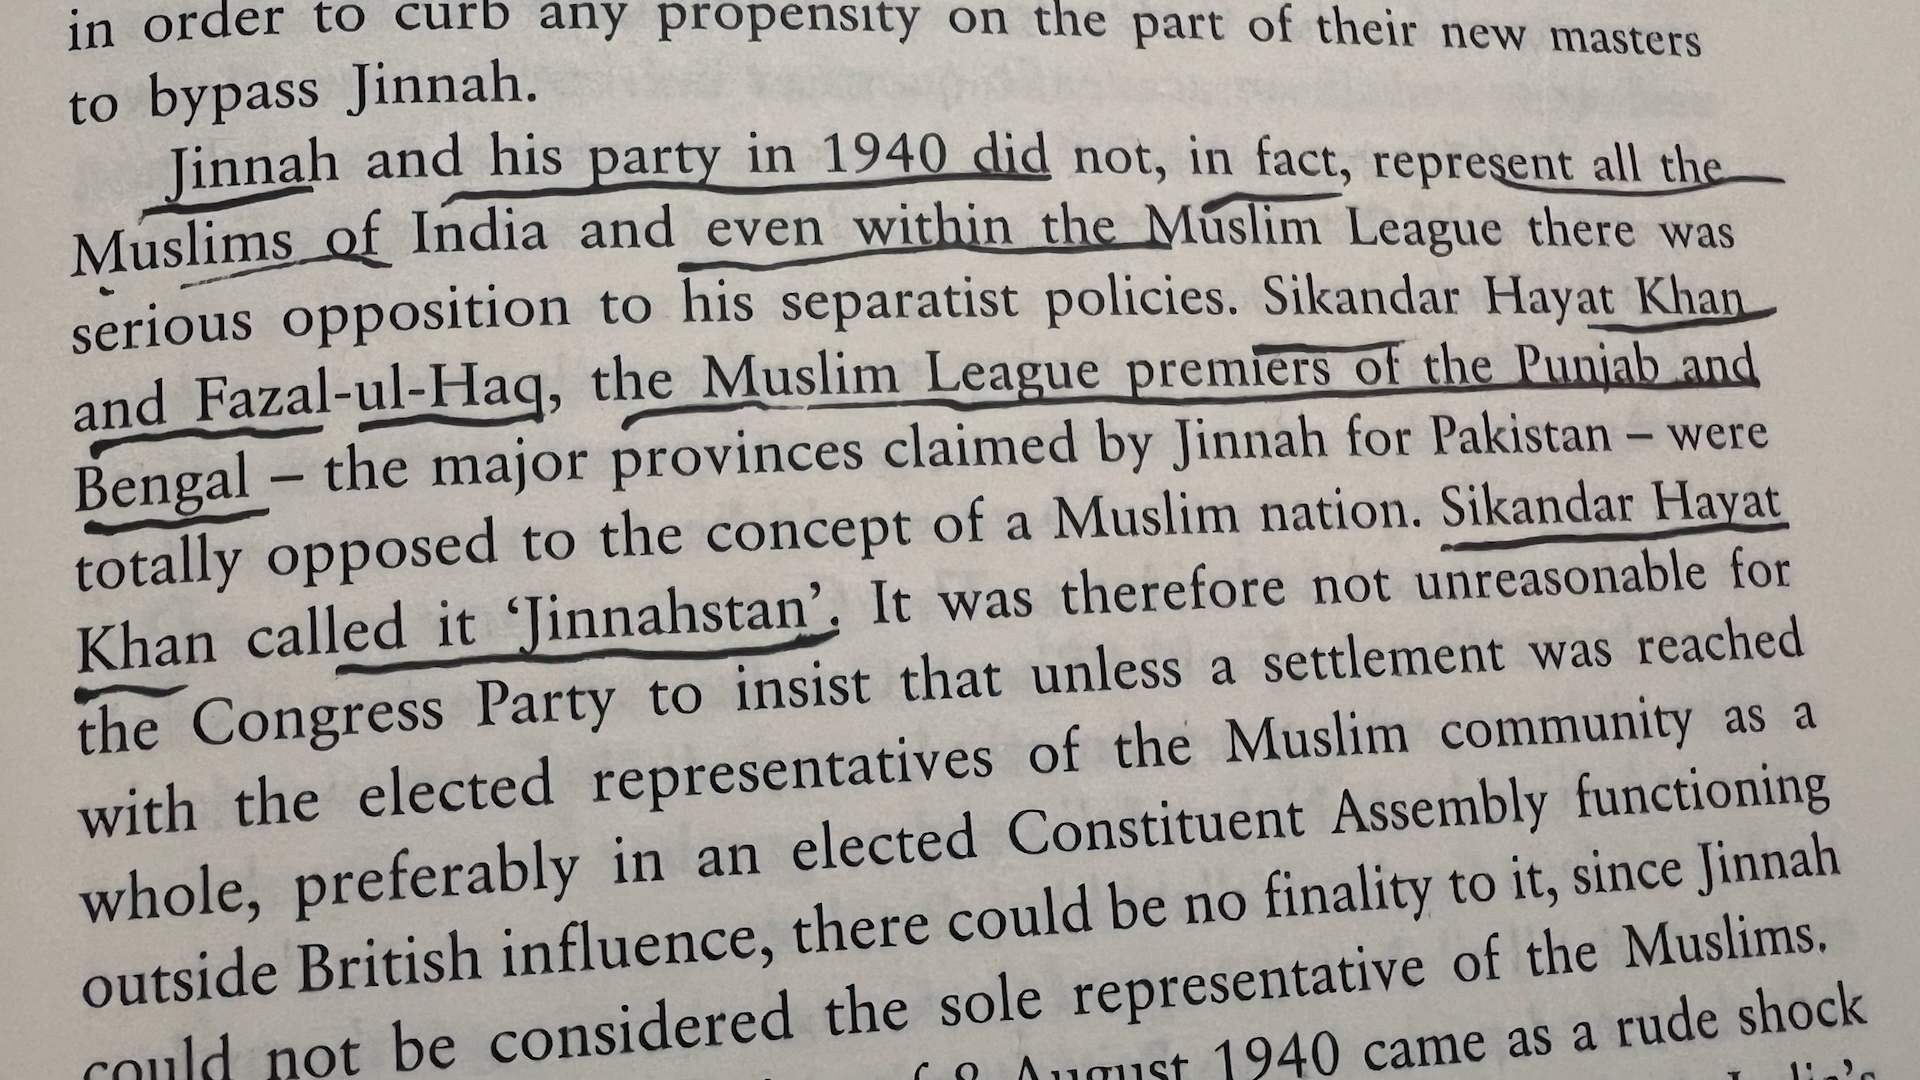 in order to curb any propensity on the part of their new masters
to bypass Jinnah.
Jinnah and his party in 1940 did not, in fact, represent all the
Muslims of India and even within the Muslim League there was
serious opposition to his separatist policies. Sikandar Hayat Khan
and Fazal-ul-Haq, the Muslim League premiers of the Punjab and
Bengal – the major provinces claimed by Jinnah for Pakistan – were
totally opposed to the concept of a Muslim nation. Sikandar Hayat
Khan called it ‘Jinnahstan’. It was therefore not unreasonable for
the Congress Party to insist that unless a settlement was reached
with the elected representatives of the Muslim community as a
whole, preferably in an elected Constituent Assembly functioning
outside British influence, there could be no finality to it, since Jinnah
could not be considered the sole representative of the Muslims.
8 August 1940 came as a rude shock